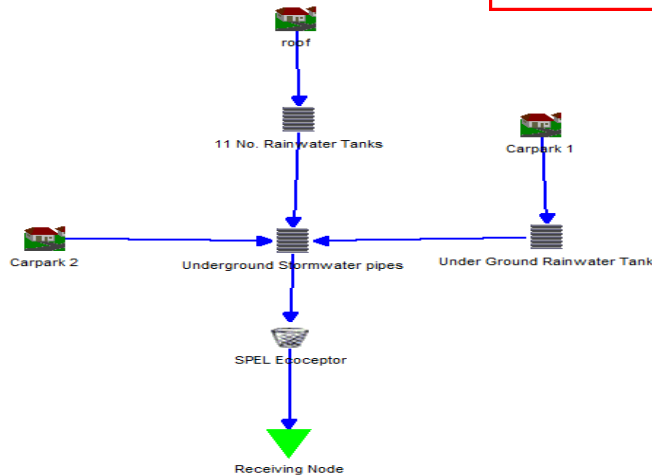 roof
11 No. Rainwater Tanks
Carpark 1
Carpark 2
Underground Stormwater pipes
Under Ground Rainwater Tank
SPEL Ecoceptor
Receiving Node